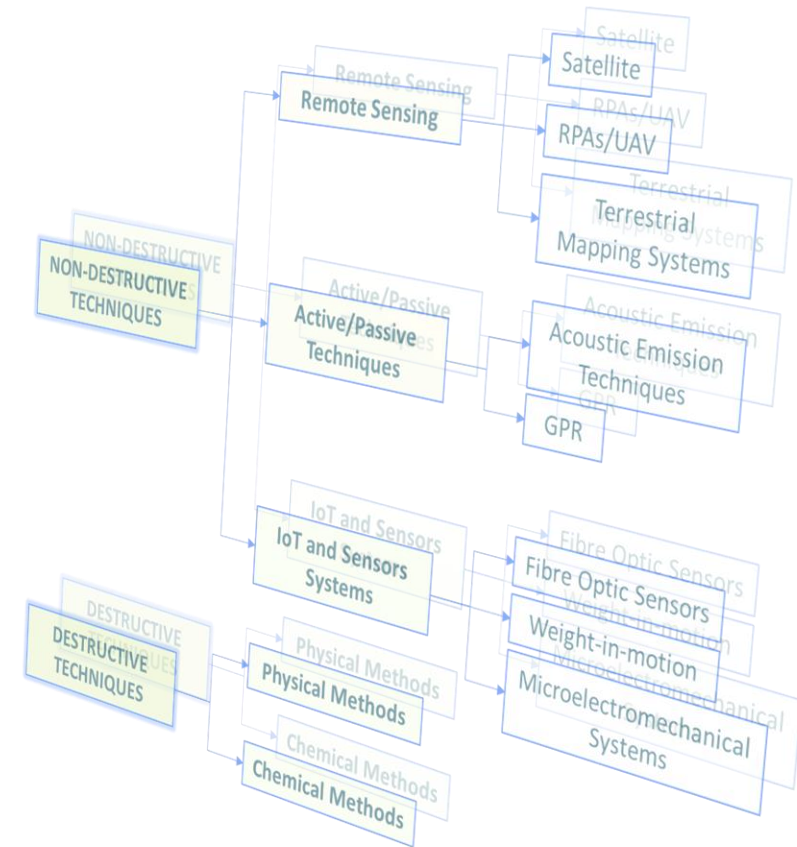 Remote Sensing
Satellite
RPAs/UAV
Terrestrial
Mapping Systems
NON-DESTRUCTIVE
TECHNIQUES
Active/Passive
Techniques
Acoustic Emission
Techniques
GPR
IoT and Sensors
Systems
Fibre Optic Sensors
Weight-in-motion
Microelectromechanical
Systems
DESTRUCTIVE
TECHNIQUES
Physical Methods
Chemical Methods